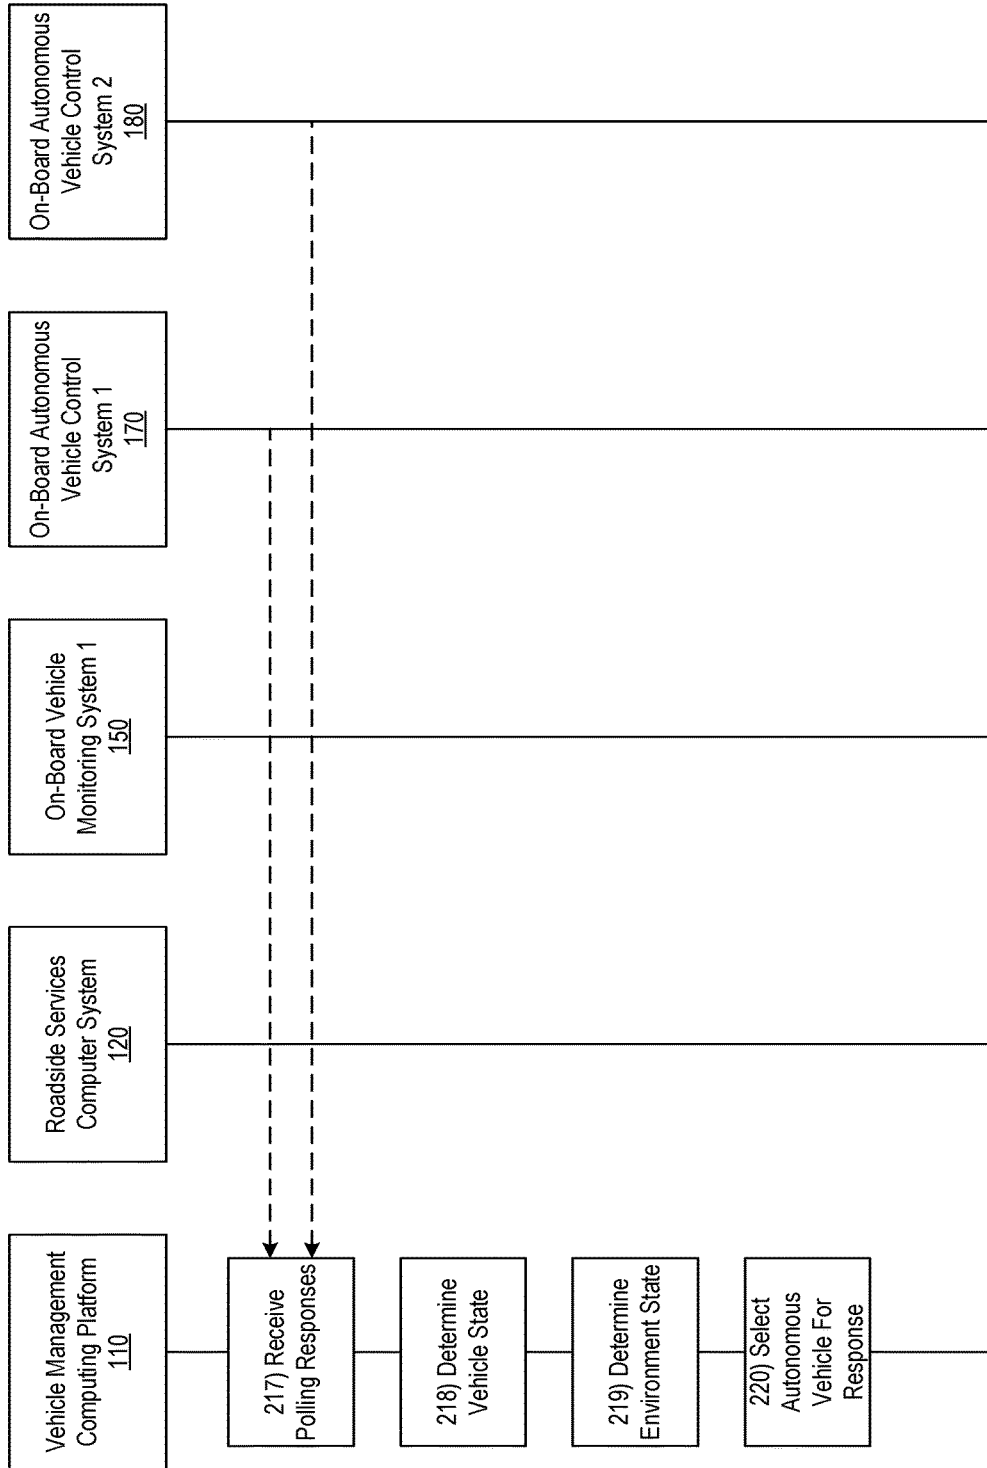 Vehicle Management
Computing Platform
110
Roadside Services
Computer System
120
On-Board Vehicle
Monitoring System 1
150
On-Board Autonomous
Vehicle Control
System 1
170
On-Board Autonomous
Vehicle Control
System 2
180
217) Receive
Polling Responses
218) Determine
Vehicle State
219) Determine
Environment State
220) Select
Autonomous
Vehicle For
Response